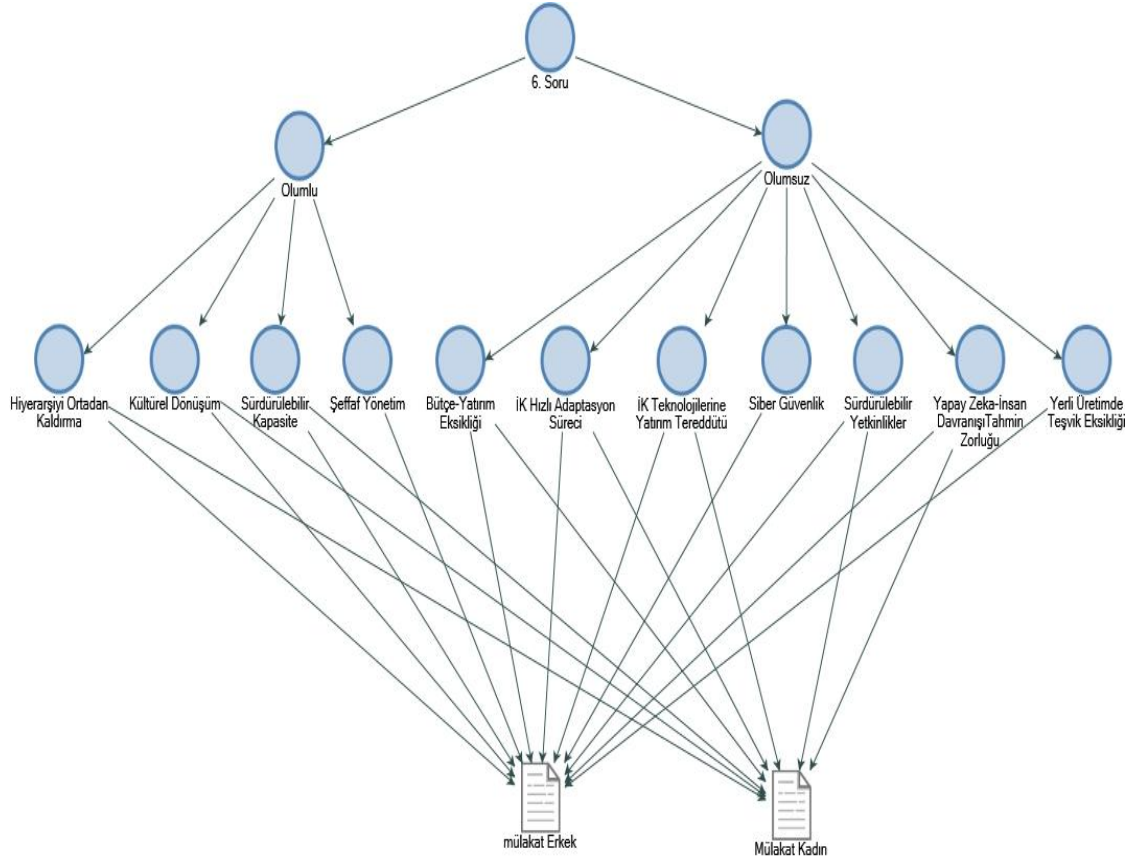 6. Soru
Olumlu
Olumsuz
Hiyerarşiyi Ortadan
Kaldırma
Kültürel Dönüşüm
Sürdürülebilir
Kapasite
Şeffaf Yönetim
Bütçe-Yatırım
Eksikliği
İK Hızlı Adaptasyon
Süreci
İK Teknolojilerine
Yatırım Tereddütü
Siber Güvenlik
Sürdürülebilir
Yetkinlikler
Yapay Zeka-İnsan
DavranışıTahmin
Zorluğu
Yerli Üretimde
Teşvik Eksikliği
mülakat Erkek
Mülakat Kadın